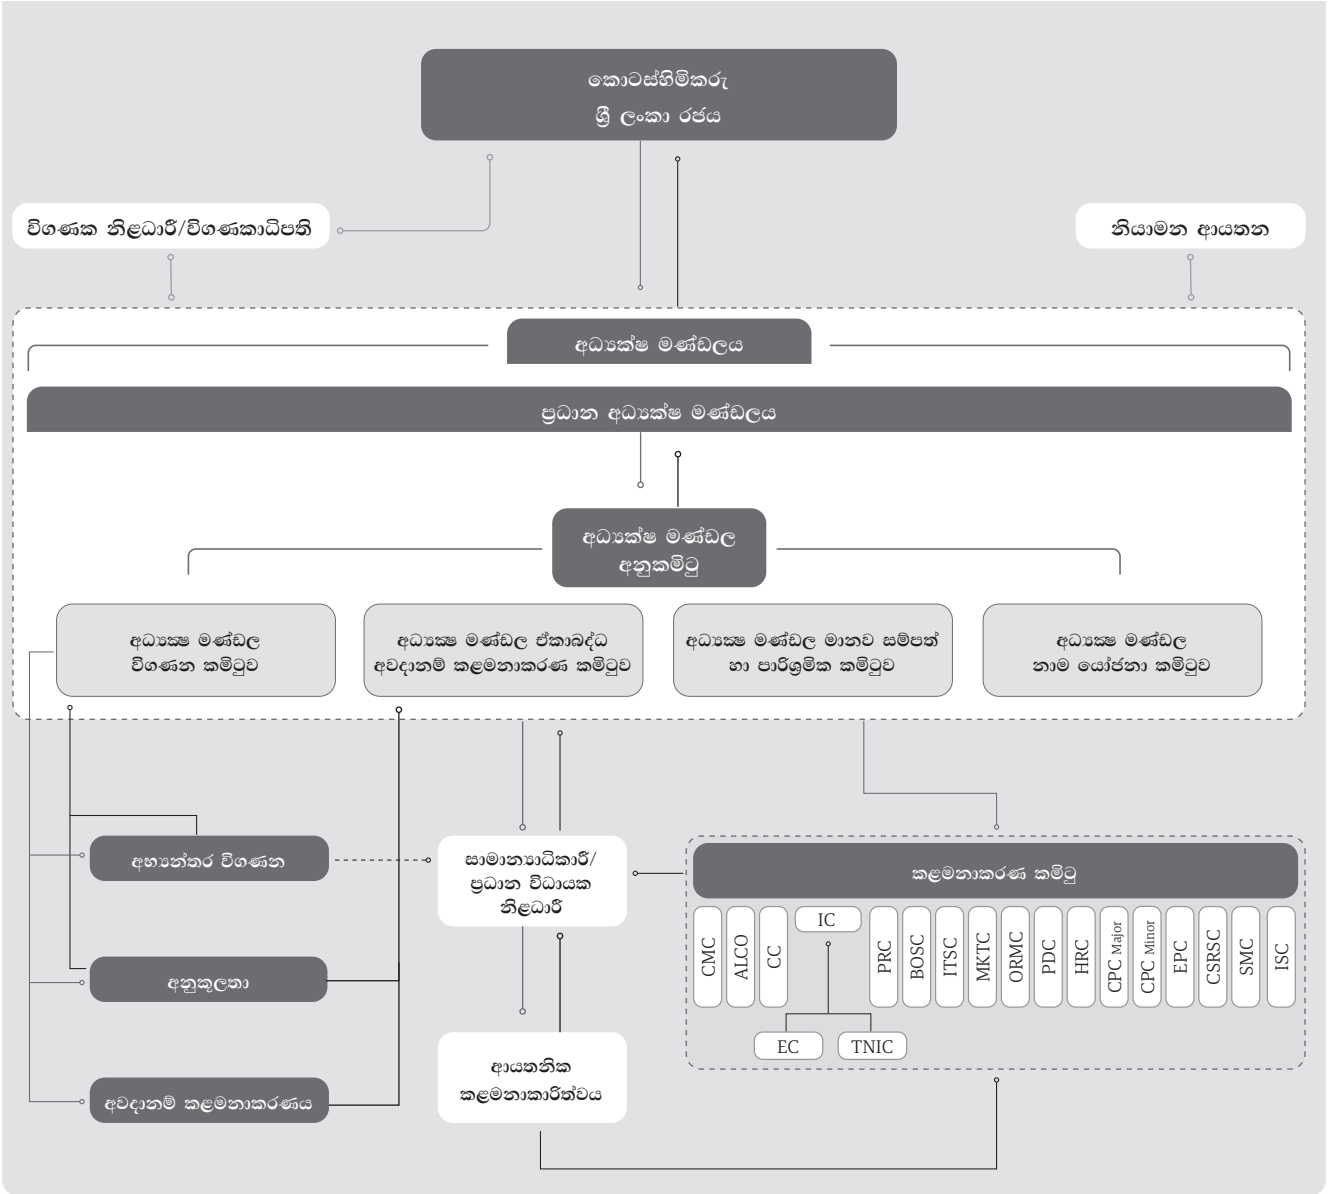 කොටස්හිමිකරු
ශ්‍රී ලංකා රජය
විගණක නිළධාරී/විගණකාධිපති
නියාමන ආයතන
අධ්‍යක්ෂ මණ්ඩලය
ප්‍රධාන අධ්‍යක්ෂ මණ්ඩලය
අධ්‍යක්ෂ මණ්ඩල
අනුකමිටු
අධ්‍යක්‍ෂ මණ්ඩල
විගණන කමිටුව
අධ්‍යක්‍ෂ මණ්ඩල ඒකාබද්ධ
අවදානම් කළමනාකරණ කමිටුව
අධ්‍යක්‍ෂ මණ්ඩල මානව සම්පත්
හා පාරිශ්‍රමික කමිටුව
අධ්‍යක්‍ෂ මණ්ඩල
නාම යෝජනා කමිටුව
අභ්‍යන්තර විගණන
සාමාන්‍යාධිකාරී/
ප්‍රධාන විධායක
නිළධාරී
කළමනාකරණ කමිටු
CMC
ALCO
CC
IC
PRC
BOSC
ITSC
MKTC
ORMC
PDC
HRC
CPC Major
CPC Minor
EPC
CSRSC
SMC
ISC
EC
TNIC
අනුකූලතා
ආයතනික
කළමනාකාරිත්වය
අවදානම් කළමනාකරණය